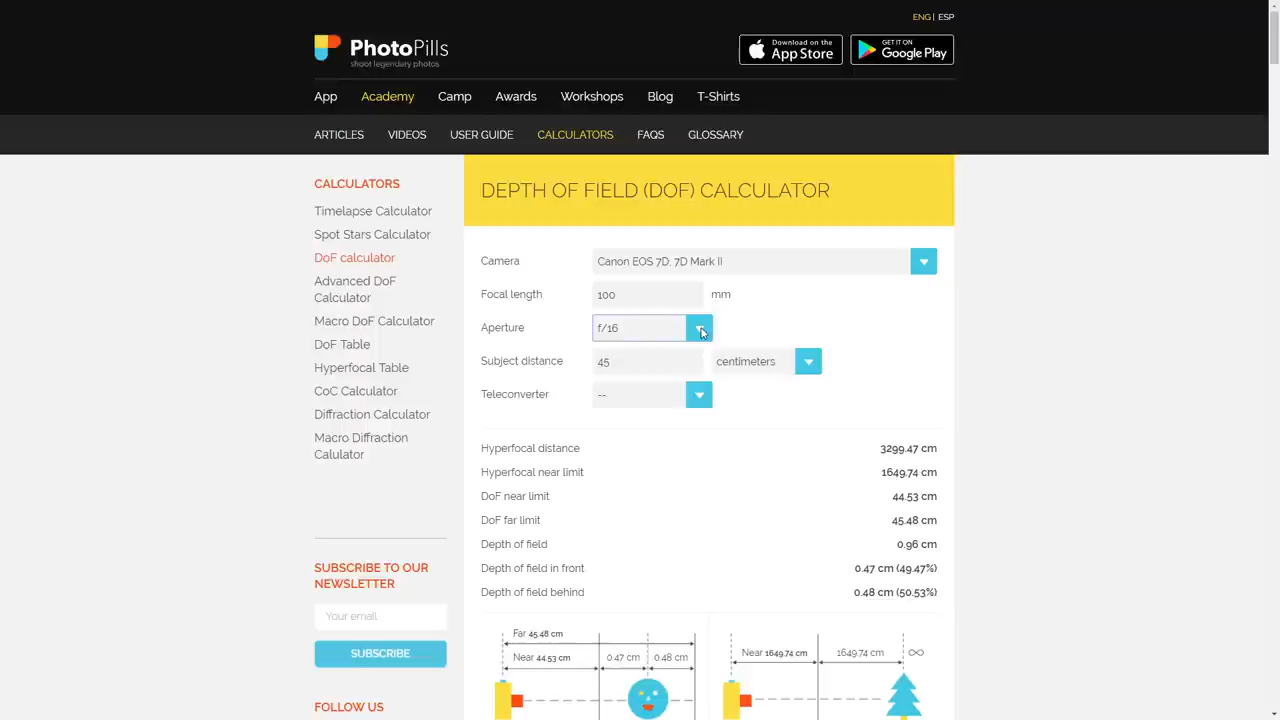 ENG | ESP
PhotoPills
shoot legendary photos
Download on the
App Store
GET IT ON
Google Play
App Academy Camp Awards Workshops Blog T-Shirts
ARTICLES VIDEOS USER GUIDE CALCULATORS FAQS GLOSSARY
CALCULATORS
Timelapse Calculator
Spot Stars Calculator
DoF calculator
Advanced DoF
Calculator
Macro DoF Calculator
DoF Table
Hyperfocal Table
CoC Calculator
Diffraction Calculator
Macro Diffraction
Calulator
SUBSCRIBE TO OUR
NEWSLETTER
Your email
SUBSCRIBE
FOLLOW US
DEPTH OF FIELD (DOF) CALCULATOR
Camera Canon EOS 7D, 7D Mark II
Focal length 100 mm
Aperture f/16
Subject distance 45 centimeters
Teleconverter --
Hyperfocal distance 3299.47 cm
Hyperfocal near limit 1649.74 cm
DoF near limit 44.53 cm
DoF far limit 45.48 cm
Depth of field 0.96 cm
Depth of field in front 0.47 cm (49.47%)
Depth of field behind 0.48 cm (50.53%)
Far 45.48 cm
Near 44.53 cm 0.47 cm 0.48 cm
Near 1649.74 cm 1649.74 cm ∞